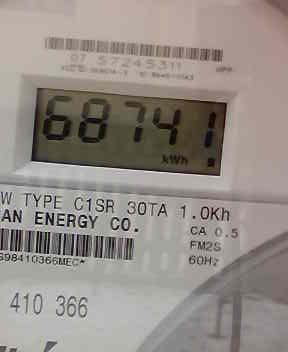 07 57245311
68741
kWh
W TYPE C1SR 30TA 1.0Kh
AN ENERGY CO.
CA 0.5
FM2S
60Hz
S98410366MEC*
410 366